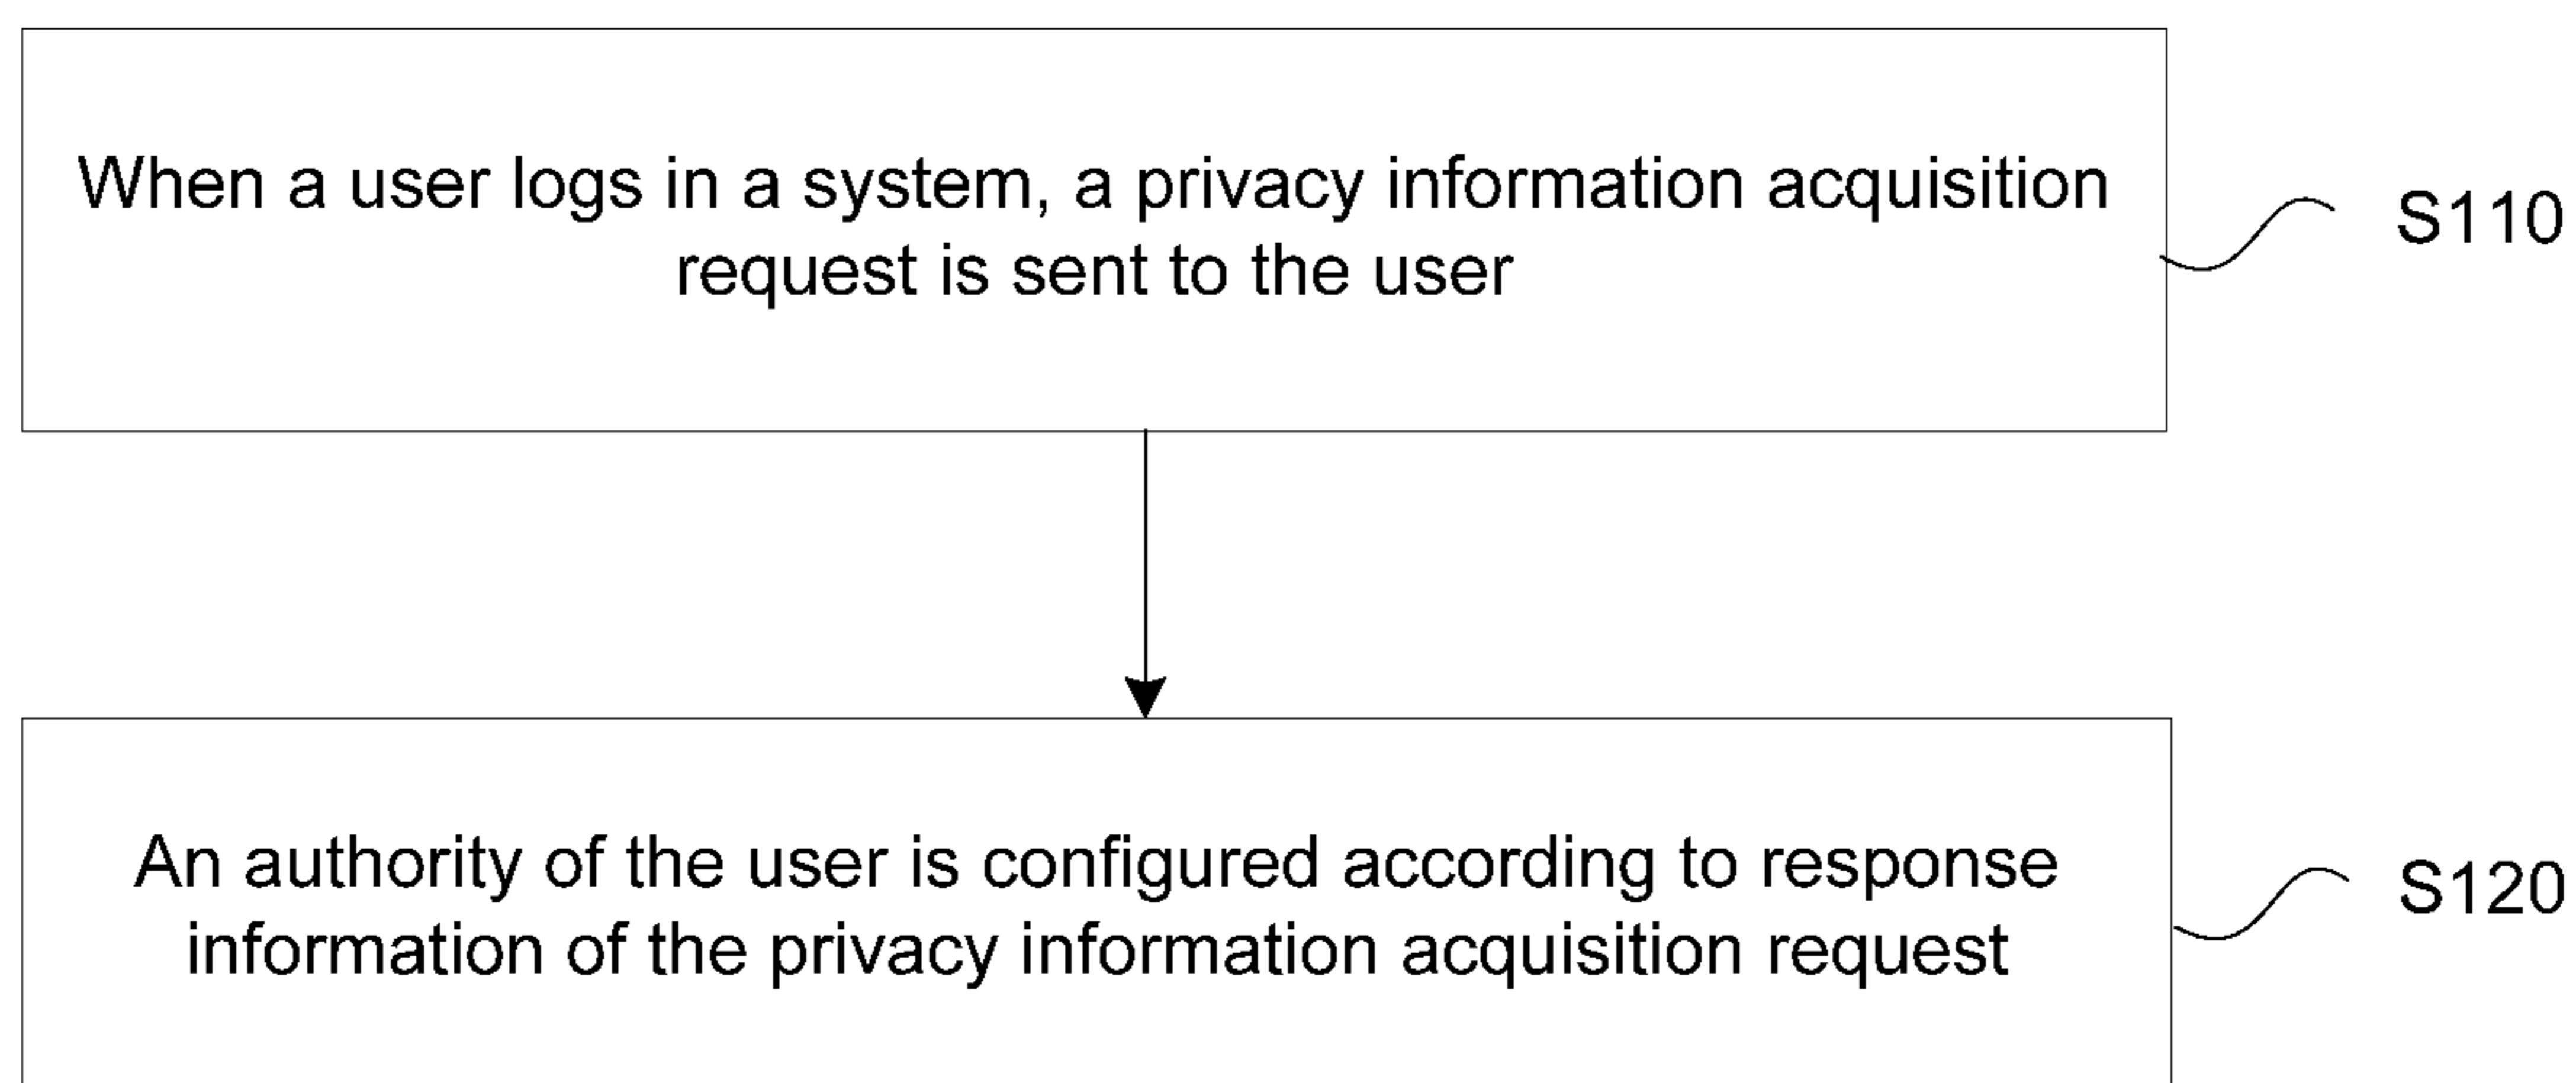 When a user logs in a system, a privacy information acquisition
request is sent to the user
S110
An authority of the user is configured according to response
information of the privacy information acquisition request
S120